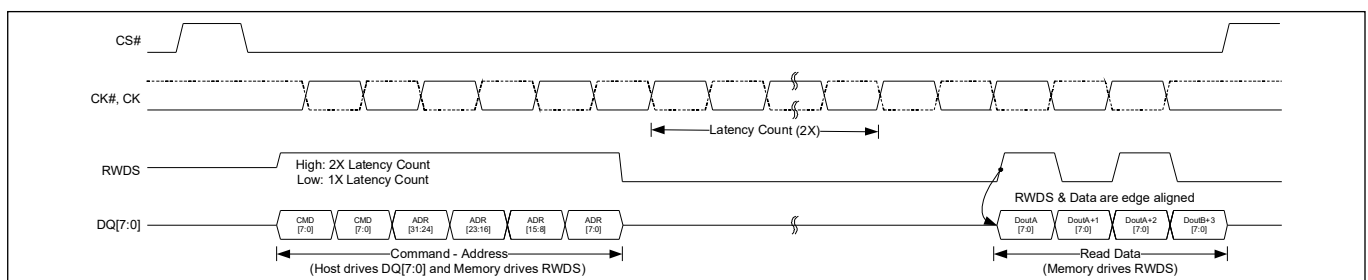 CS#
CK#, CK
Latency Count (2X)
RWDS
High: 2X Latency Count
Low: 1X Latency Count
RWDS & Data are edge aligned
DQ[7:0]
CMD
[7:0]
CMD
[7:0]
ADR
[31:24]
ADR
[23:16]
ADR
[15:8]
ADR
[7:0]
DoutA
[7:0]
DoutA+1
[7:0]
DoutA+2
[7:0]
DoutB+3
[7:0]
Command - Address
(Host drives DQ[7:0] and Memory drives RWDS)
Read Data
(Memory drives RWDS)